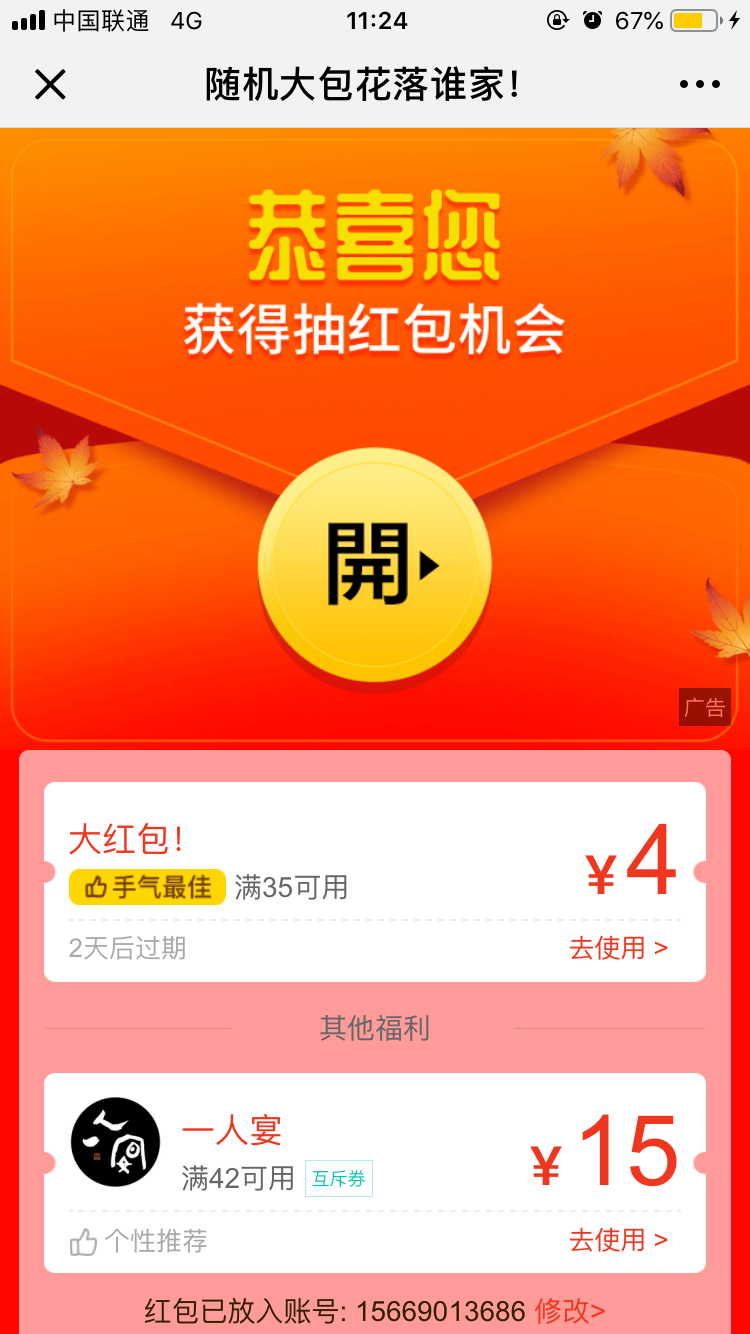 中国联通 4G 11:24 67%
随机大包花落谁家!
恭喜您
获得抽红包机会
開
广告
大红包!
¥4
手气最佳 满35可用
2天后过期 去使用 >
其他福利
一人宴
一人宴
¥15
满42可用 互斥券
个性推荐 去使用 >
红包已放入账号: 15669013686 修改>